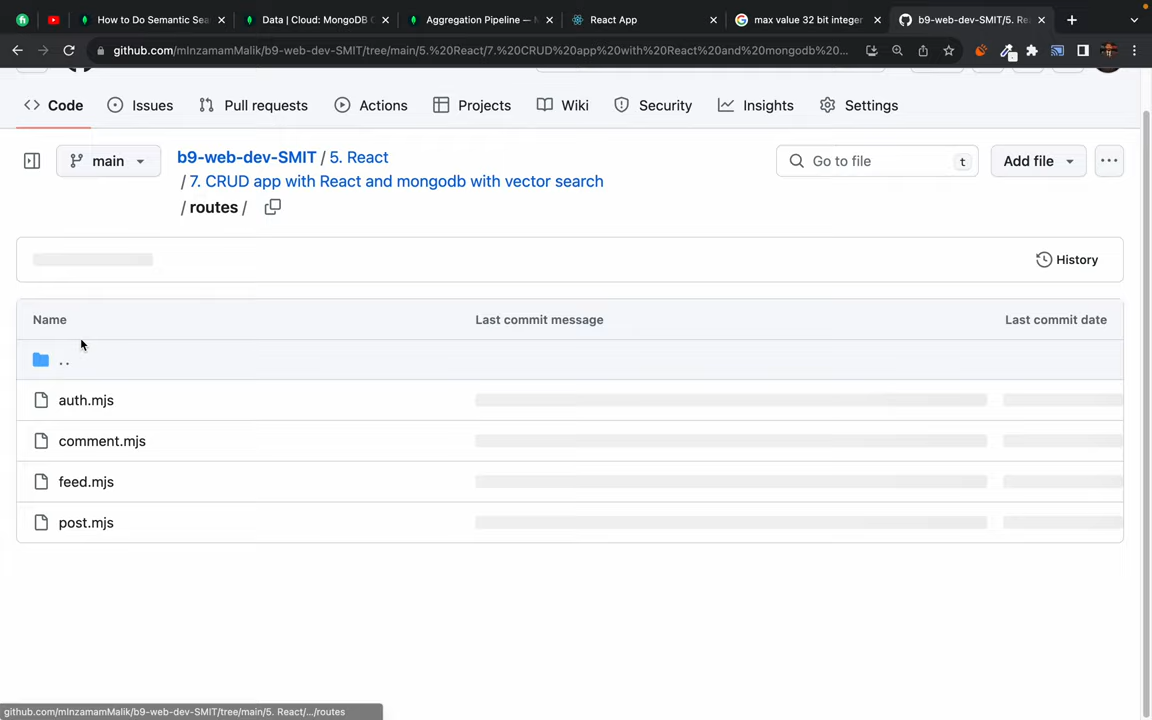 How to Do Semantic Sea
Data | Cloud: MongoDB C
Aggregation Pipeline — M
React App
max value 32 bit integer
b9-web-dev-SMIT/5. Re
github.com/mInzamamMalik/b9-web-dev-SMIT/tree/main/5.%20React/7.%20CRUD%20app%20with%20React%20and%20mongodb%20...
Code
Issues
Pull requests
Actions
Projects
Wiki
Security
Insights
Settings
main
b9-web-dev-SMIT / 5. React
/ 7. CRUD app with React and mongodb with vector search
/ routes /
Go to file
t
Add file
History
Name
Last commit message
Last commit date
..
auth.mjs
comment.mjs
feed.mjs
post.mjs
github.com/mInzamamMalik/b9-web-dev-SMIT/tree/main/5. React/.../routes